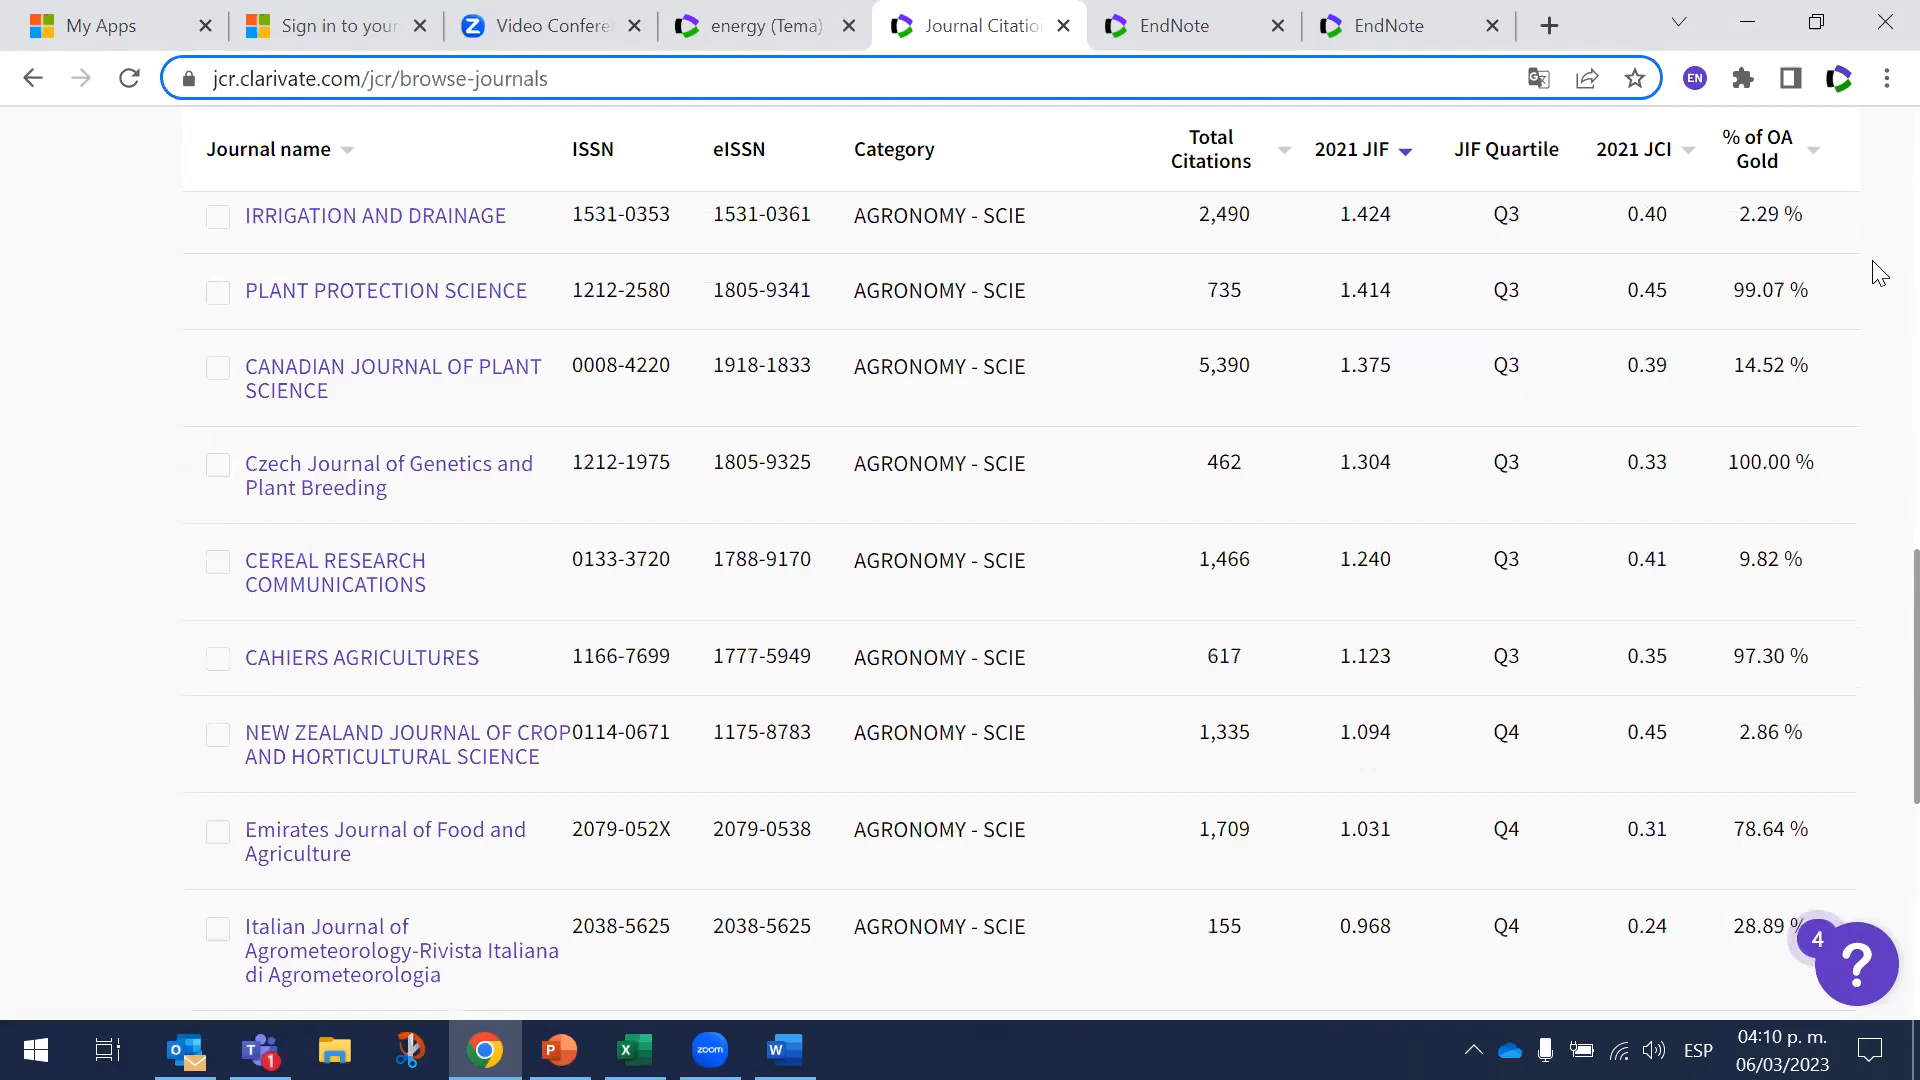 My Apps
Sign in to your
Video Confere
energy (Tema)
Journal Citatio
EndNote
EndNote
jcr.clarivate.com/jcr/browse-journals
EN
Journal name ISSN eISSN Category Total Citations 2021 JIF JIF Quartile 2021 JCI % of OA Gold
IRRIGATION AND DRAINAGE 1531-0353 1531-0361 AGRONOMY - SCIE 2,490 1.424 Q3 0.40 2.29 %
PLANT PROTECTION SCIENCE 1212-2580 1805-9341 AGRONOMY - SCIE 735 1.414 Q3 0.45 99.07 %
CANADIAN JOURNAL OF PLANT 0008-4220 1918-1833 AGRONOMY - SCIE 5,390 1.375 Q3 0.39 14.52 %
SCIENCE
Czech Journal of Genetics and 1212-1975 1805-9325 AGRONOMY - SCIE 462 1.304 Q3 0.33 100.00 %
Plant Breeding
CEREAL RESEARCH 0133-3720 1788-9170 AGRONOMY - SCIE 1,466 1.240 Q3 0.41 9.82 %
COMMUNICATIONS
CAHIERS AGRICULTURES 1166-7699 1777-5949 AGRONOMY - SCIE 617 1.123 Q3 0.35 97.30 %
NEW ZEALAND JOURNAL OF CROP 0114-0671 1175-8783 AGRONOMY - SCIE 1,335 1.094 Q4 0.45 2.86 %
AND HORTICULTURAL SCIENCE
Emirates Journal of Food and 2079-052X 2079-0538 AGRONOMY - SCIE 1,709 1.031 Q4 0.31 78.64 %
Agriculture
Italian Journal of 2038-5625 2038-5625 AGRONOMY - SCIE 155 0.968 Q4 0.24 28.89 %
Agrometeorology-Rivista Italiana
di Agrometeorologia
4
?
zoom
ESP
04:10 p. m.
06/03/2023